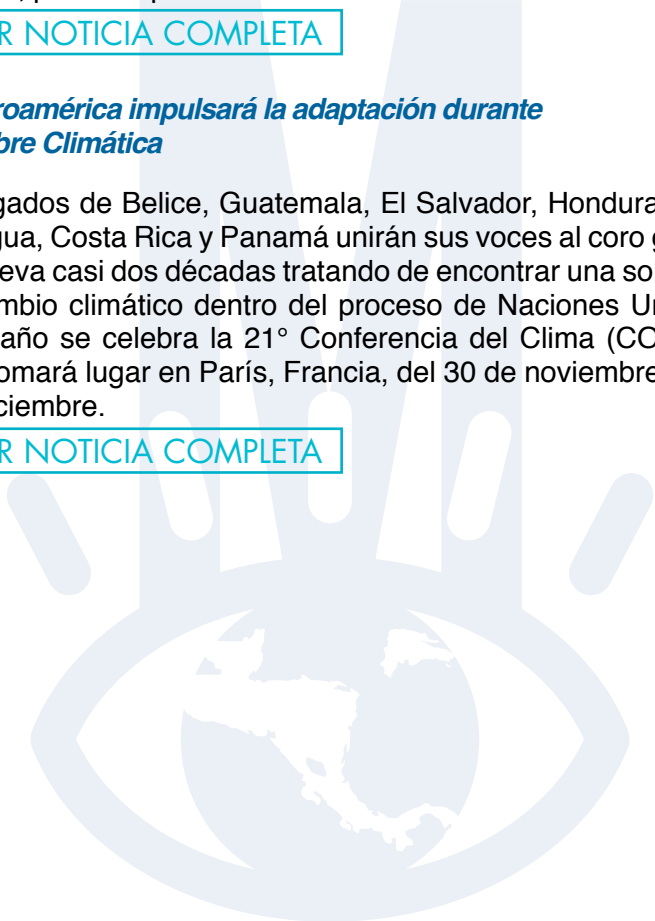 R NOTICIA COMPLETA
roamérica impulsará la adaptación durante
bre Climática
gados de Belice, Guatemala, El Salvador, Hondura
gua, Costa Rica y Panamá unirán sus voces al coro g
eva casi dos décadas tratando de encontrar una so
mbio climático dentro del proceso de Naciones Un
año se celebra la 21° Conferencia del Clima (CO
omará lugar en París, Francia, del 30 de noviembre
ciembre.
R NOTICIA COMPLETA